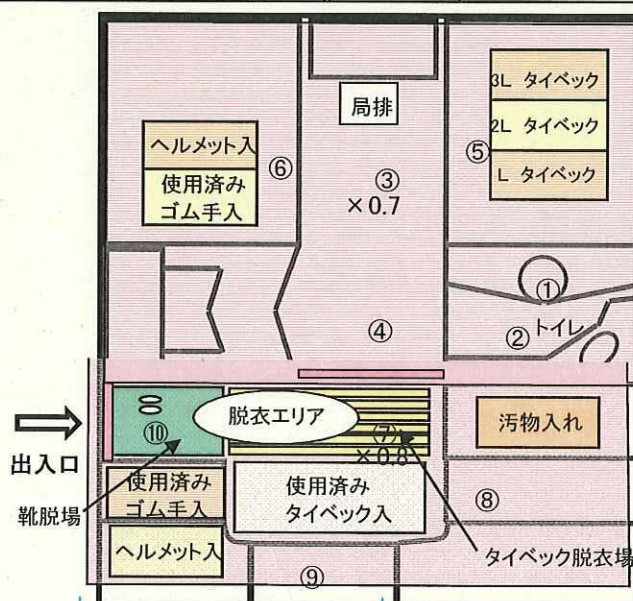 3L タイベック
局排
2L タイベック
ヘルメット入
⑤
⑥
③
使用済み
ゴム手入
L タイベック
×0.7
①
④
②
トイレ
脱衣エリア
汚物入れ
⑩
⑦
×0.8
出入口
使用済み
ゴム手入
使用済み
タイベック入
⑧
靴脱場
ヘルメット入
タイベック脱衣場
⑨